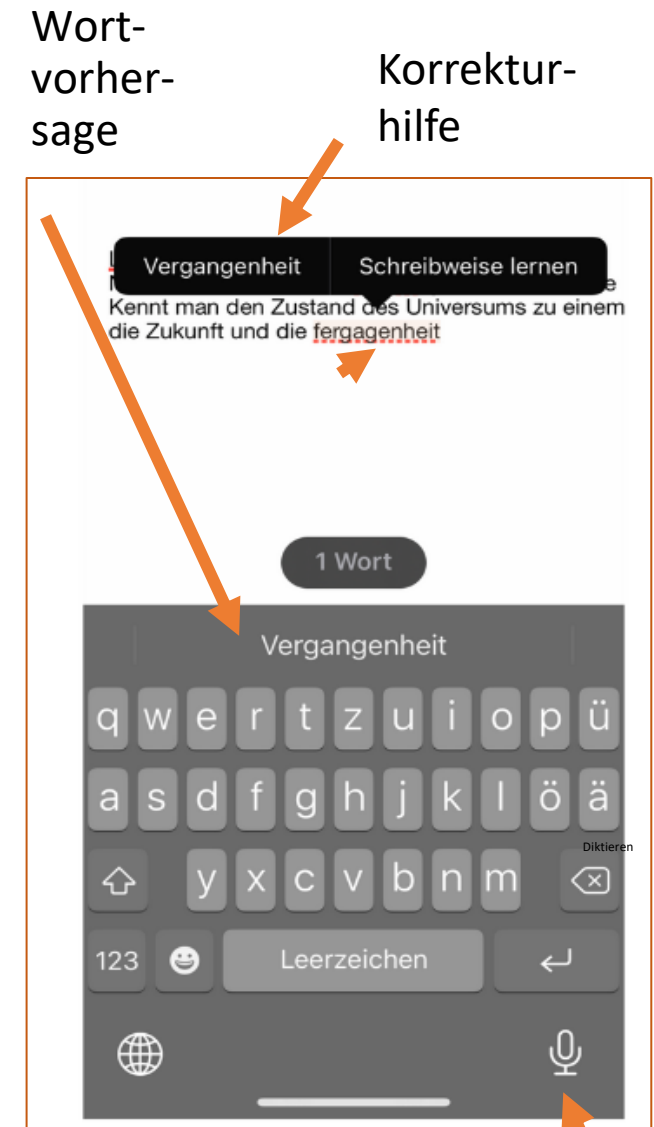 Wort-
vorher-
sage
Korrektur-
hilfe
Vergangenheit Schreibweise lernen
Kennt man den Zustand des Universums zu einem
die Zukunft und die fergagenheit
1 Wort
Vergangenheit
q w e r t z u i o p ü
a s d f g h j k l ö ä
Diktieren
y x c v b n m
123 Leerzeichen